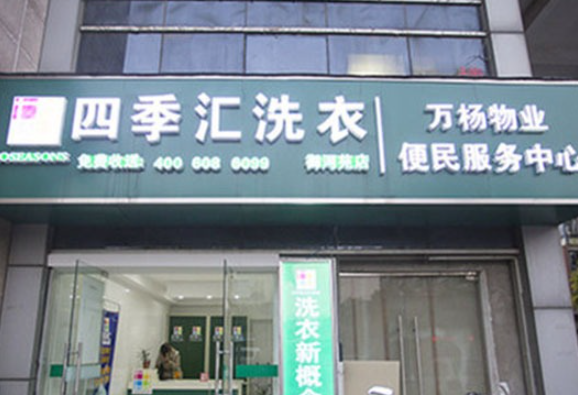 四季汇洗衣
免费收送: 400 608 6099 御河苑店
万杨物业
便民服务中心
洗衣新概念